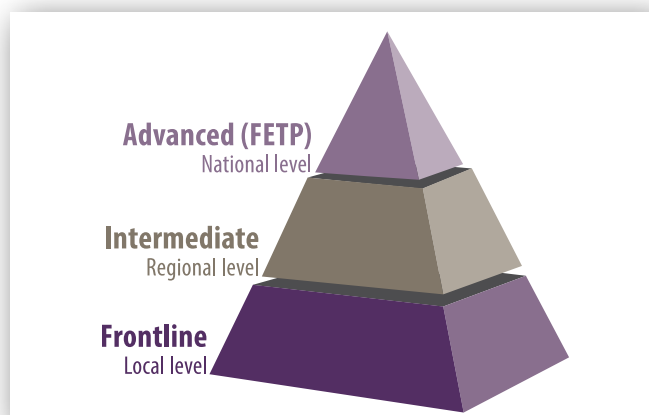 Advanced (FETP)
National level
Intermediate
Regional level
Frontline
Local level